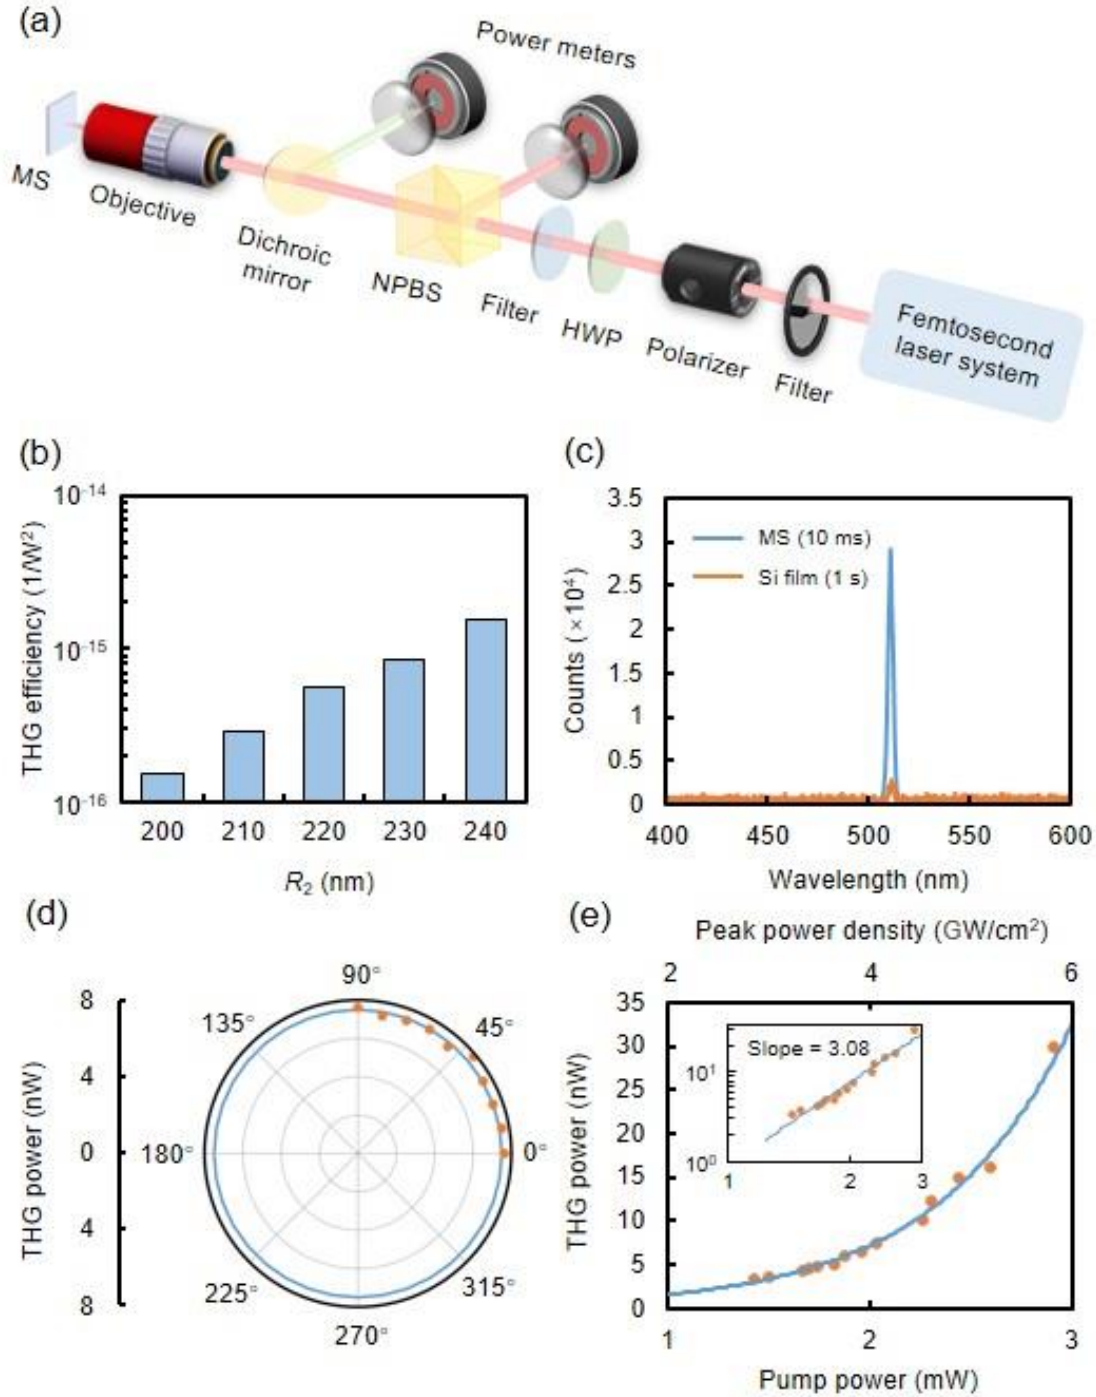 (a)
Power meters
MS
Objective
Dichroic
mirror
NPBS
Filter
HWP
Polarizer
Filter
Femtosecond
laser system
(b)
THG efficiency (1/W²)
10⁻¹⁴
10⁻¹⁵
10⁻¹⁶
200 210 220 230 240
R₂ (nm)
(c)
Counts (×10⁴)
3.5
3
2.5
2
1.5
1
0.5
0
MS (10 ms)
Si film (1 s)
400 450 500 550 600
Wavelength (nm)
(d)
THG power (nW)
8
4
0
4
8
90°
135°
45°
180°
0°
225°
315°
270°
(e)
Peak power density (GW/cm²)
2 4 6
THG power (nW)
35
30
25
20
15
10
5
0
Slope = 3.08
10¹
10⁰
1 2 3
1 2 3
Pump power (mW)